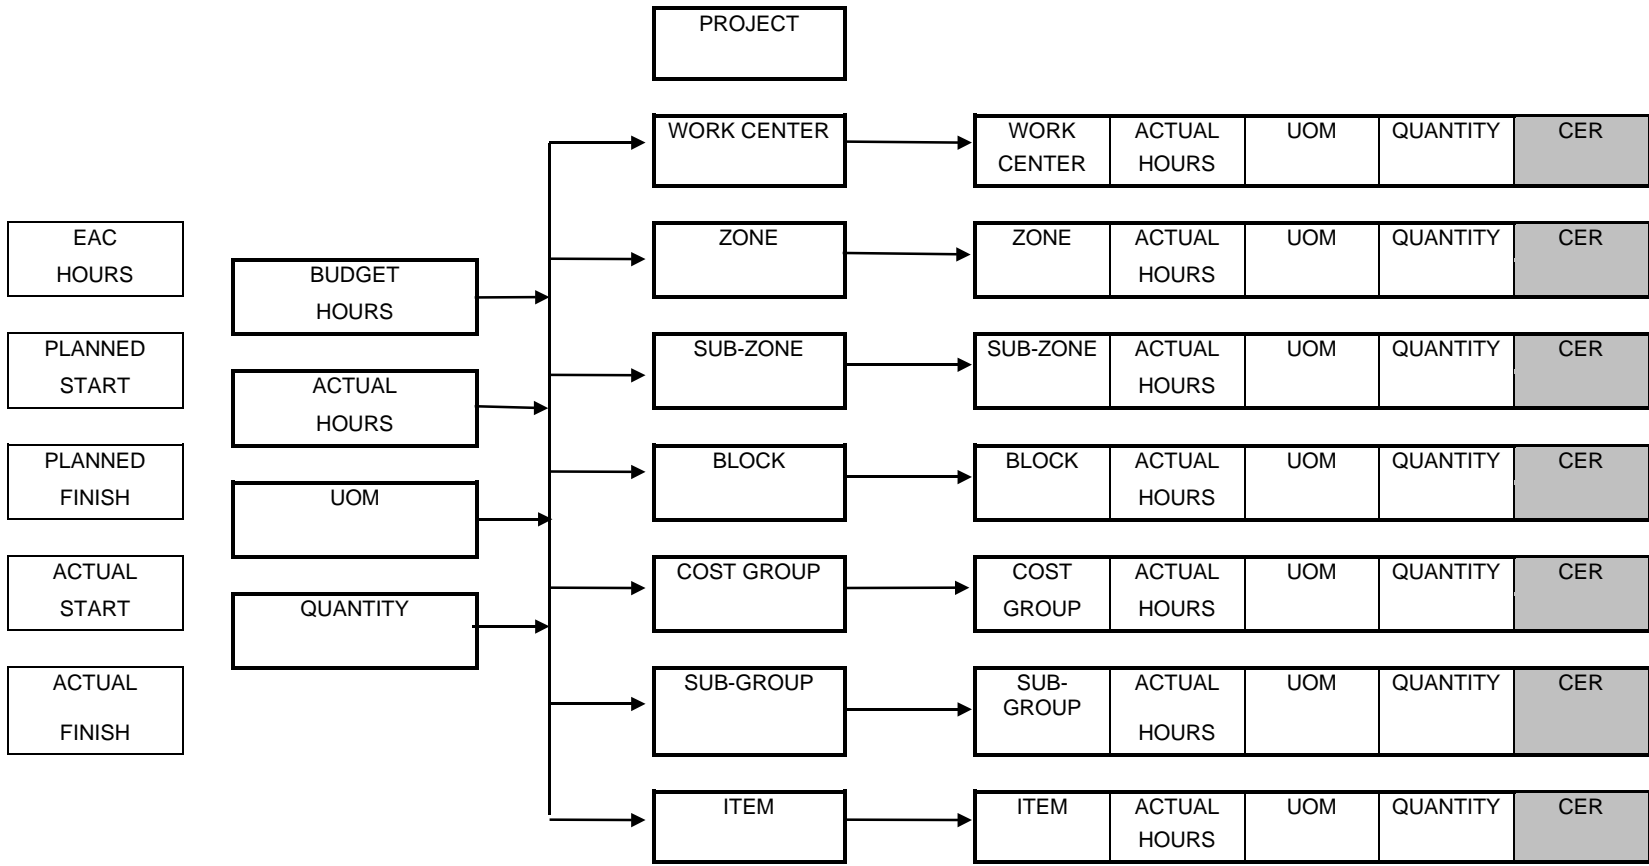 PROJECT
WORK CENTER
WORK
CENTER
ACTUAL
HOURS
UOM
QUANTITY
CER
EAC
HOURS
BUDGET
HOURS
ZONE
ZONE
ACTUAL
HOURS
UOM
QUANTITY
CER
PLANNED
START
ACTUAL
HOURS
SUB-ZONE
SUB-ZONE
ACTUAL
HOURS
UOM
QUANTITY
CER
PLANNED
FINISH
UOM
BLOCK
BLOCK
ACTUAL
HOURS
UOM
QUANTITY
CER
ACTUAL
START
QUANTITY
COST GROUP
COST
GROUP
ACTUAL
HOURS
UOM
QUANTITY
CER
ACTUAL
FINISH
SUB-GROUP
SUB-
GROUP
ACTUAL
HOURS
UOM
QUANTITY
CER
ITEM
ITEM
ACTUAL
HOURS
UOM
QUANTITY
CER